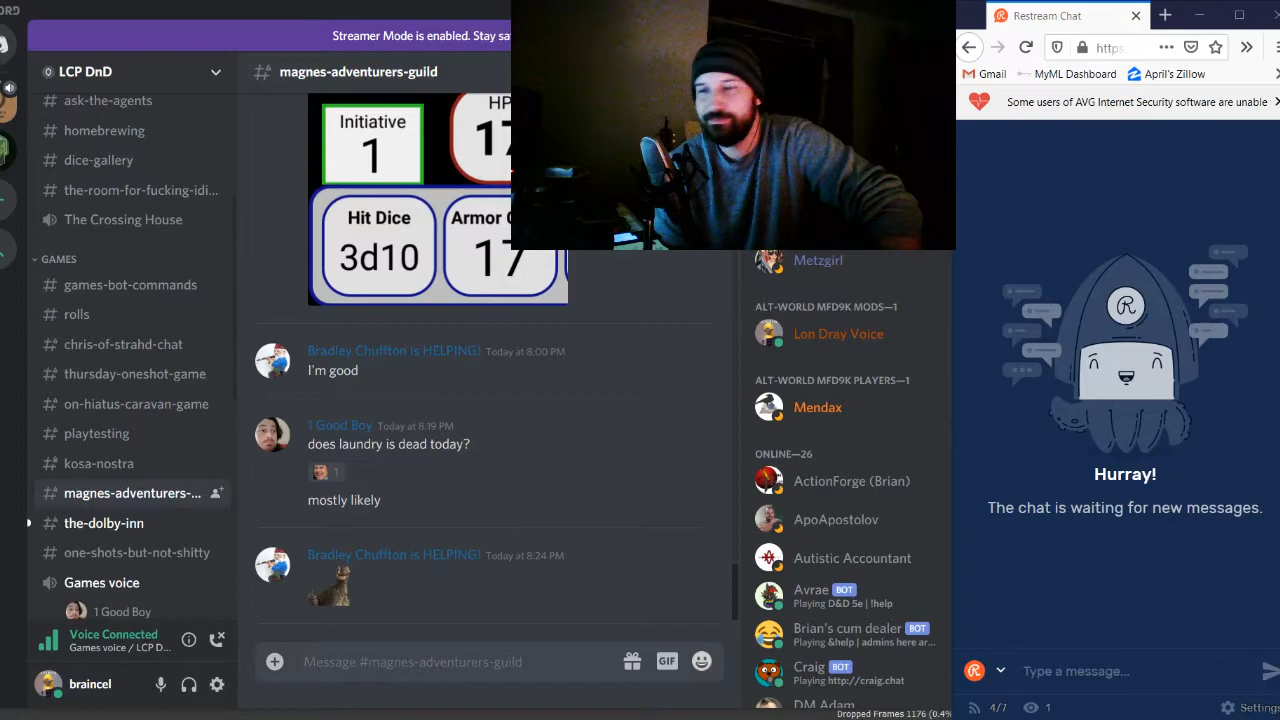 ORD
Streamer Mode is enabled. Stay sa
LCP DnD
ask-the-agents
homebrewing
dice-gallery
the-room-for-fucking-idi...
The Crossing House
GAMES
games-bot-commands
rolls
chris-strahd-chat
thursday-oneshot-game
on-hiatus-caravan-game
playtesting
kosa-nostra
magnes-adventurers-...
the-dolby-inn
one-shots-but-not-shitty
Games voice
1 Good Boy
Voice Connected
Games voice / LCP D...
Ppincel
magnes-adventurers-guild
Initiative
1
HP
17
Hit Dice
3d10
Armor C
17
Bradley Chuffton is HELPING! Today at 8:00 PM
I'm good
1 Good Boy Today at 8:19 PM
does laundry is dead today?
1
mostly likely
Bradley Chuffton is HELPING! Today at 8:24 PM
Message #magnes-adventurers-guild
GIF
Metzgirl
ALT-WORLD MFD9K MODS—1
Lon Dray Voice
ALT-WORLD MFD9K PLAYERS—1
Mendax
ONLINE—26
ActionForge (Brian)
ApoApostolov
Autistic Accountant
Avrae BOT
Playing D&D 5e | !help
Brian's cum dealer BOT
Playing &help | admins here ar...
Craig BOT
Playing http://craig.chat
DM Adam
Dropped Frames 1176 (0.4%
Restream Chat
https:
Gmail
MyML Dashboard
April's Zillow
Some users of AVG Internet Security software are unable
Hurray!
The chat is waiting for new messages.
Type a message...
4/7
1
Settings